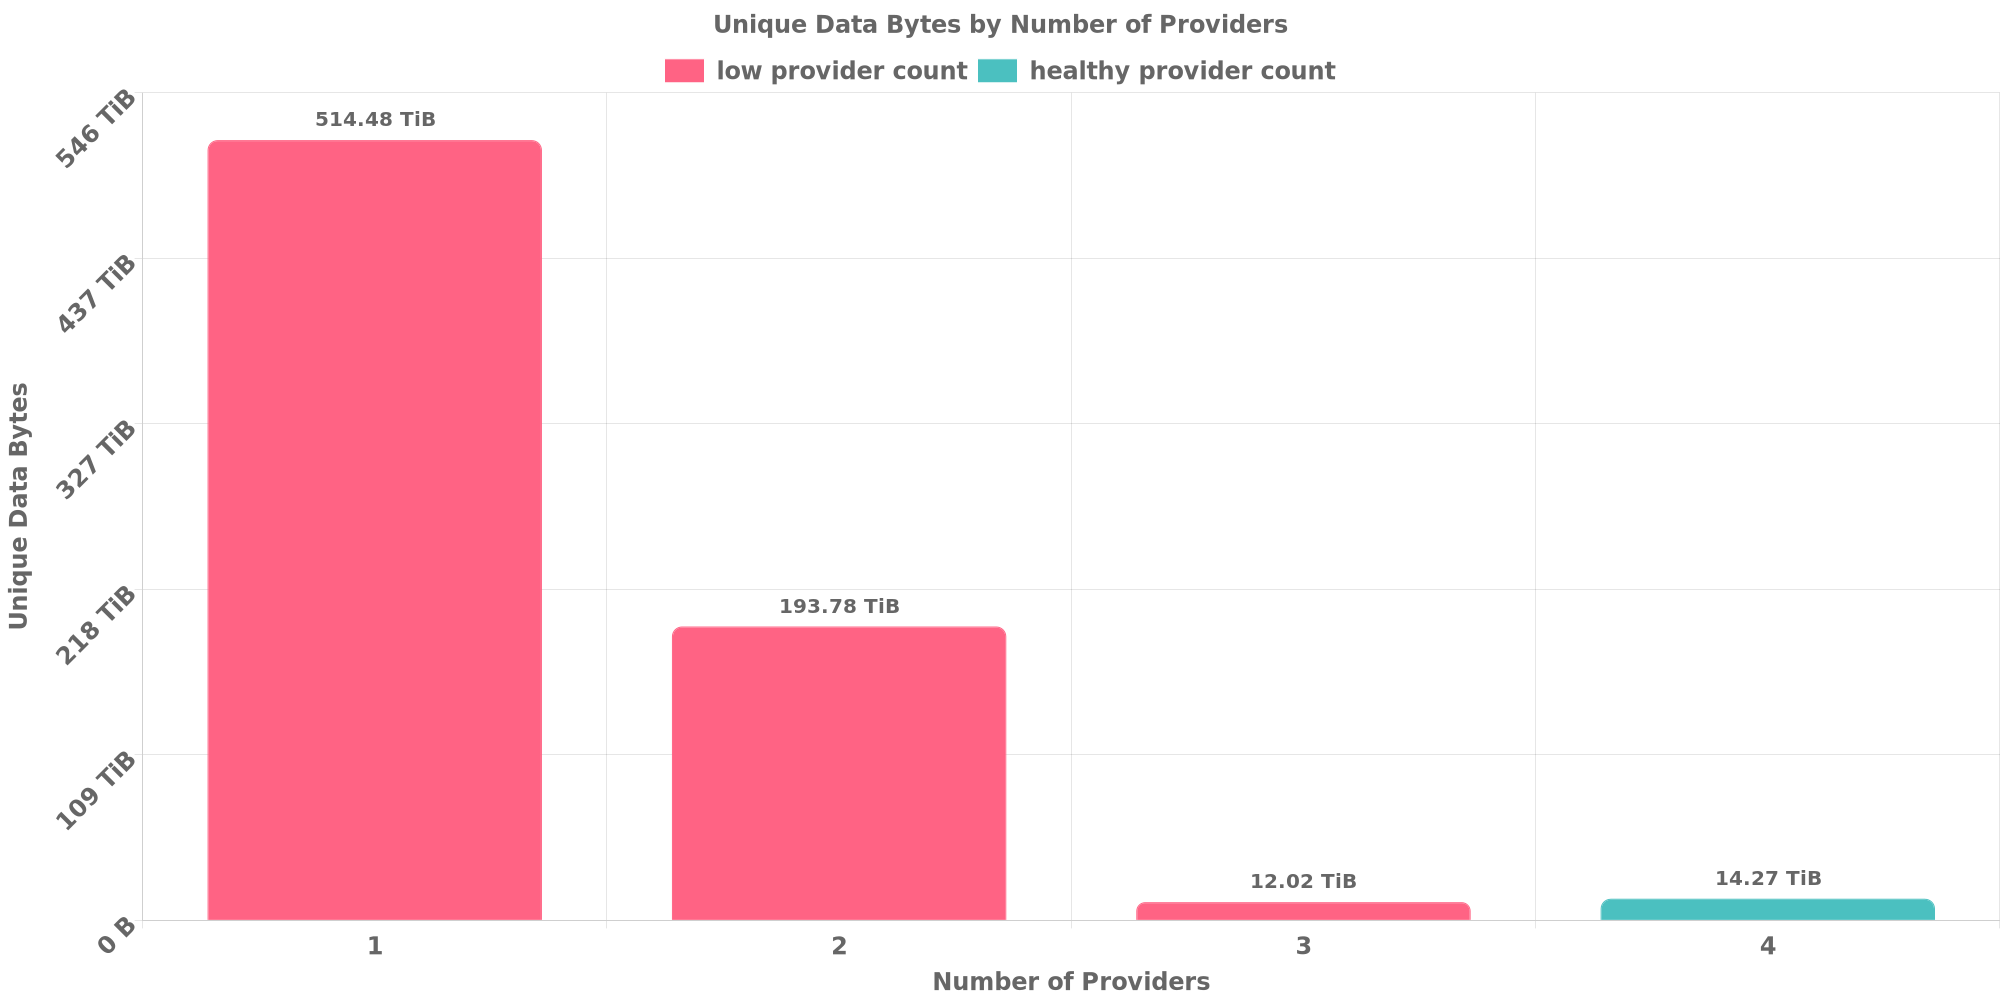 Unique Data Bytes by Number of Providers
low provider count healthy provider count
546 TiB
437 TiB
327 TiB
218 TiB
109 TiB
0 B
Unique Data Bytes
514.48 TiB
193.78 TiB
12.02 TiB
14.27 TiB
1 2 3 4
Number of Providers